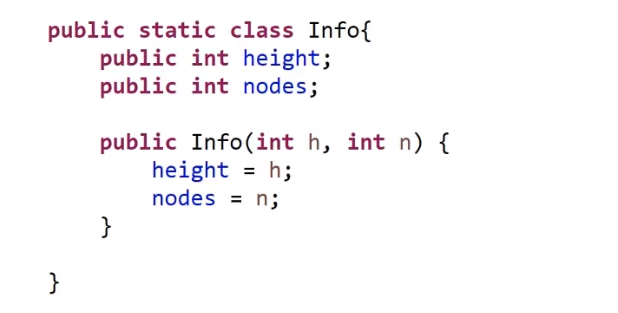 public static class Info{
public int height;
public int nodes;
public Info(int h, int n) {
height = h;
nodes = n;
}
}